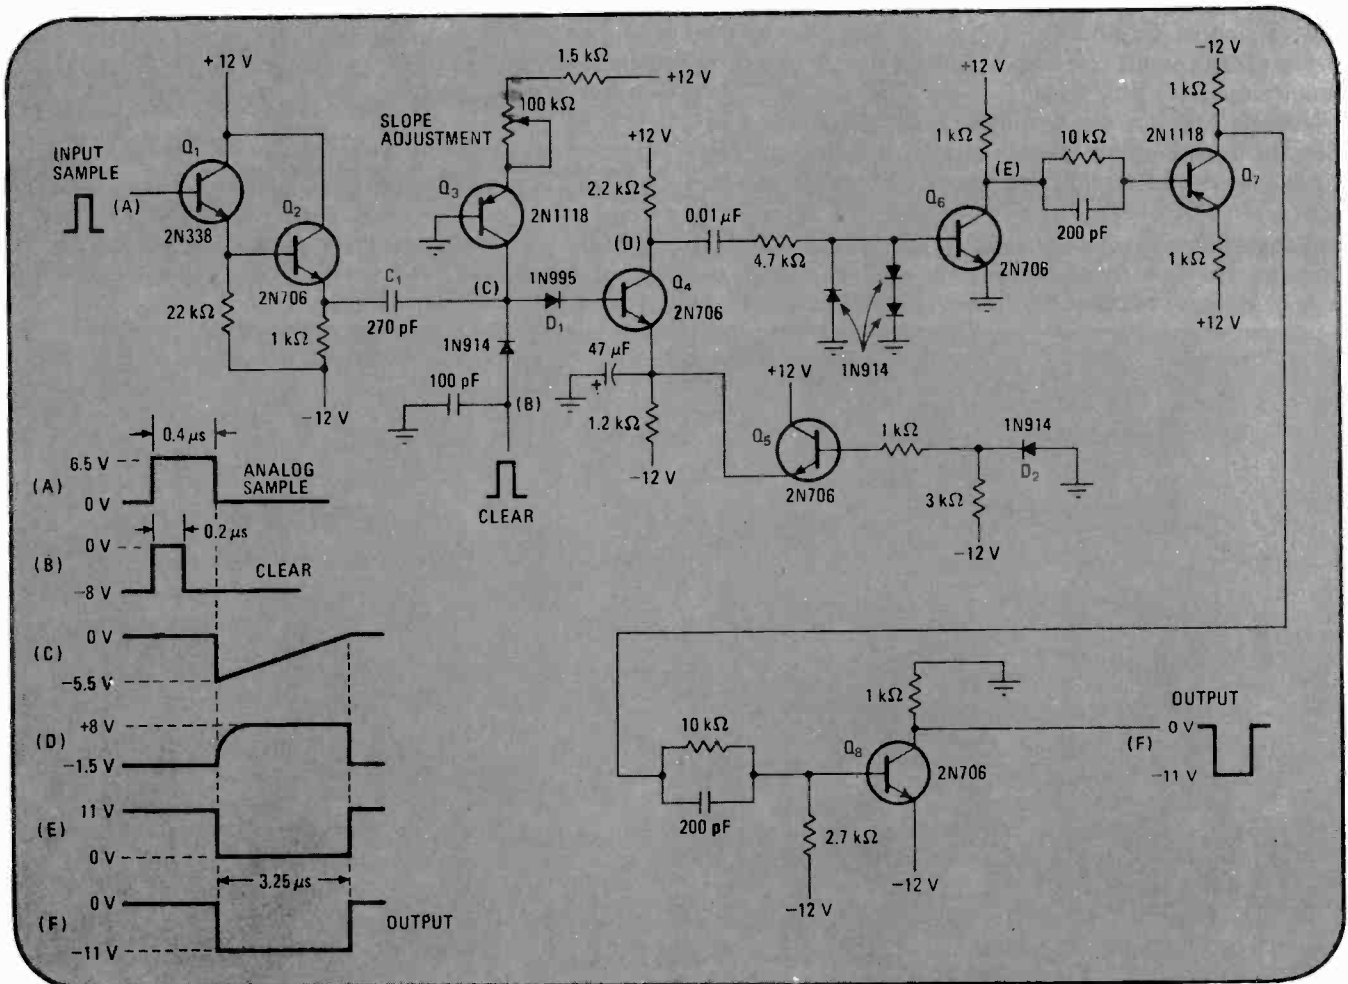 +12 V
INPUT
SAMPLE
(A)
Q1
2N338
Q2
2N706
22 kΩ
1 kΩ
−12 V
C1
270 pF
1.5 kΩ
+12 V
100 kΩ
SLOPE
ADJUSTMENT
Q3
2N1118
(C)
1N995
D1
1N914
100 pF
(B)
CLEAR
+12 V
2.2 kΩ
(D)
Q4
2N706
47 μF
+
1.2 kΩ
−12 V
0.01 μF
4.7 kΩ
1N914
+12 V
Q5
2N706
1 kΩ
3 kΩ
−12 V
1N914
D2
+12 V
1 kΩ
(E)
Q6
2N706
10 kΩ
200 pF
−12 V
1 kΩ
2N1118
Q7
1 kΩ
+12 V
10 kΩ
200 pF
2.7 kΩ
−12 V
Q8
2N706
1 kΩ
−12 V
OUTPUT
(F)
0 V
−11 V
0.4 μs
(A)
6.5 V
0 V
ANALOG
SAMPLE
0.2 μs
(B)
0 V
−8 V
CLEAR
(C)
0 V
−5.5 V
(D)
+8 V
−1.5 V
(E)
11 V
0 V
3.25 μs
(F)
0 V
−11 V
OUTPUT